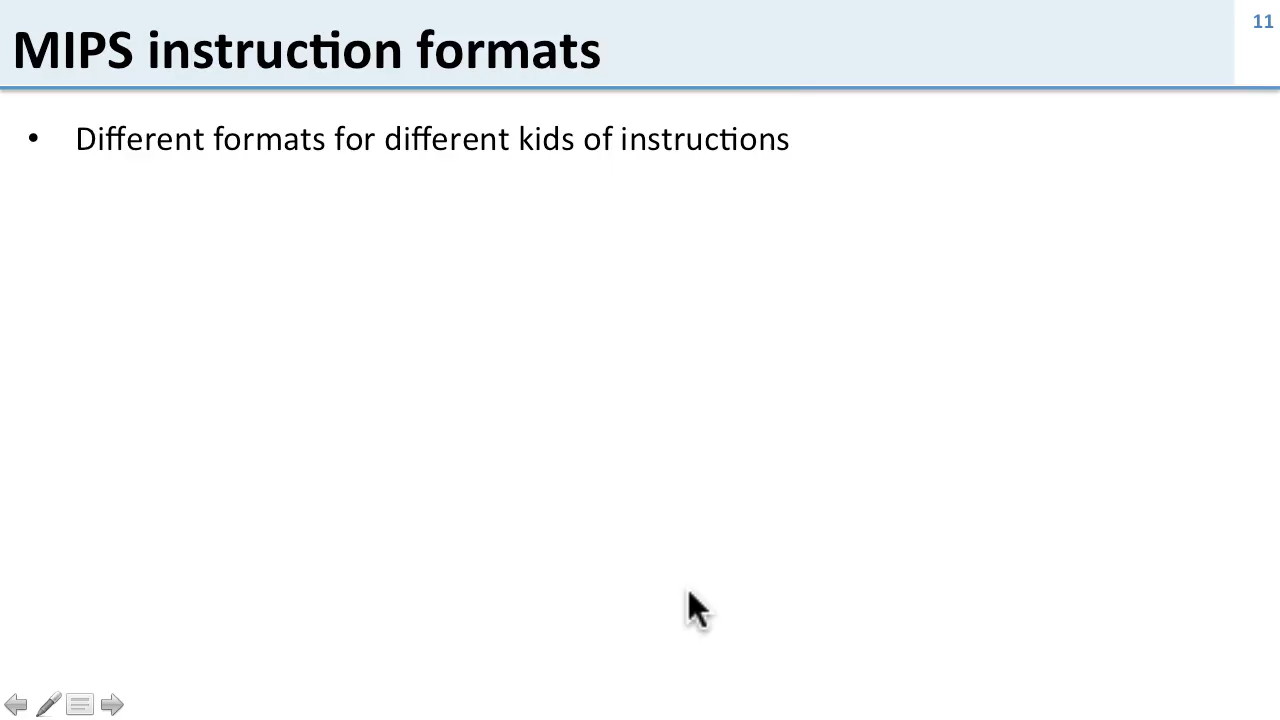 11
MIPS instruction formats
• Different formats for different kids of instructions